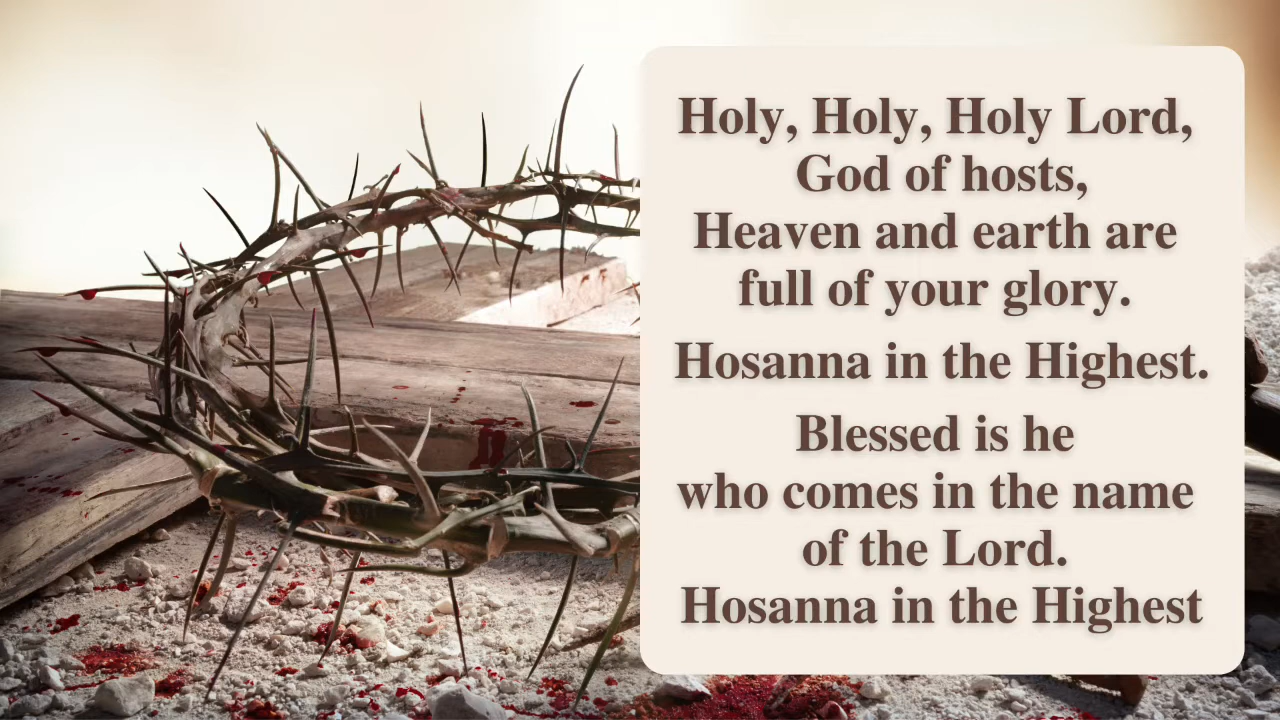 Holy, Holy, Holy Lord,
God of hosts,
Heaven and earth are
full of your glory.
Hosanna in the Highest.
Blessed is he
who comes in the name
of the Lord.
Hosanna in the Highest